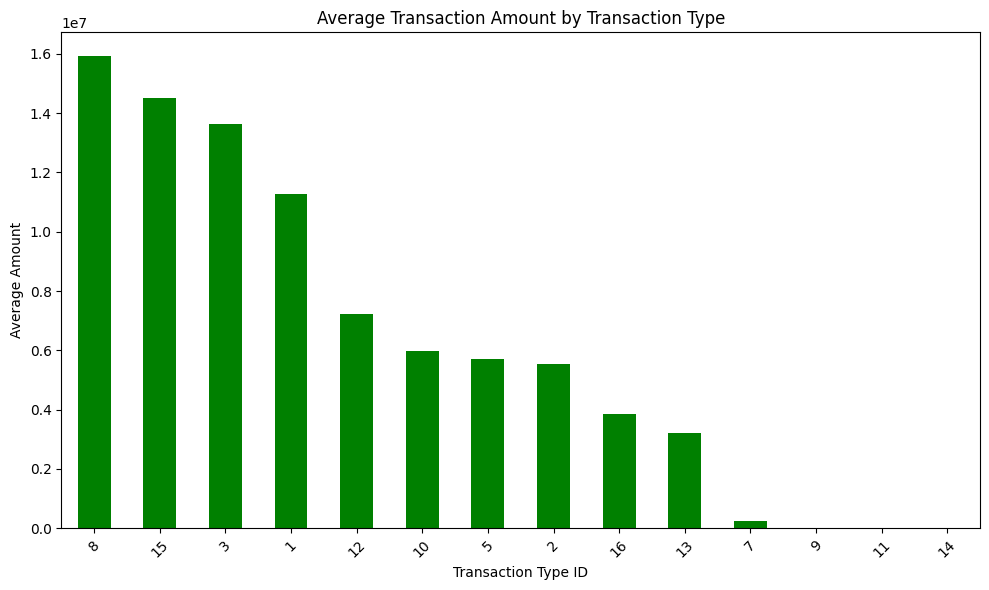 Average Transaction Amount by Transaction Type
1e7
1.6
1.4
1.2
1.0
0.8
0.6
0.4
0.2
0.0
Average Amount
8 15 3 1 12 10 5 2 16 13 7 9 11 14
Transaction Type ID